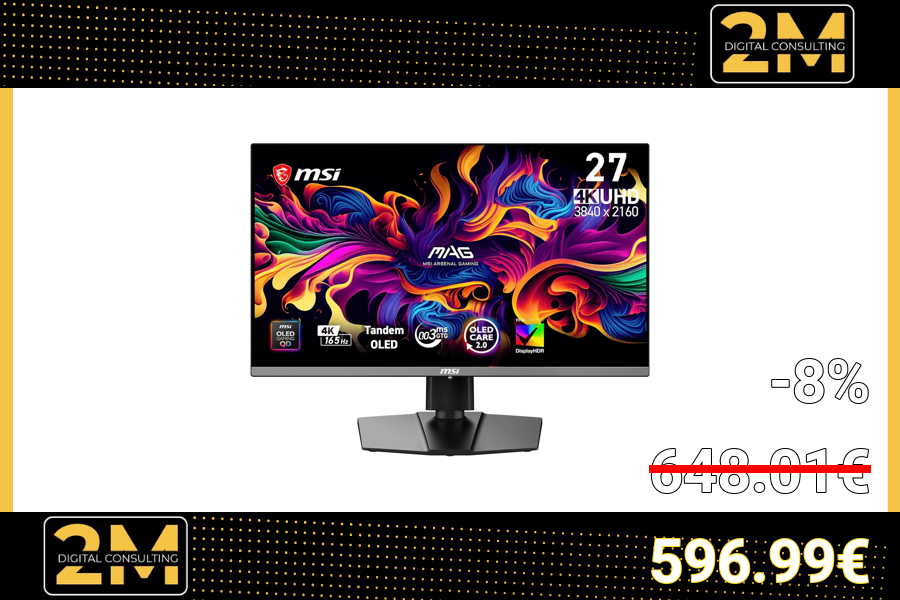 2M
DIGITAL CONSULTING
msi
27
4K UHD
3840 x 2160
MAG
MSI ARSENAL GAMING
msi
OLED
GAMING
QD
4K
165Hz
Tandem
OLED
0.03ms
GTG
OLED
CARE
2.0
DisplayHDR
msi
-8%
648.01€
2M
DIGITAL CONSULTING
596.99€